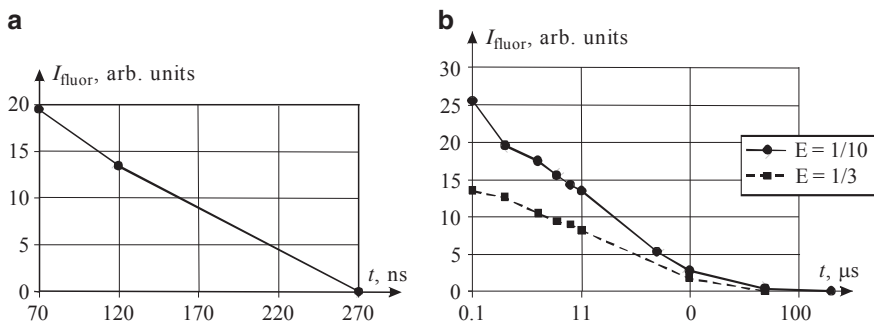 a
I_fluor, arb. units
20
15
10
5
0
70 120 170 220 270
t, ns
b
I_fluor, arb. units
30
25
20
15
10
5
0
0.1 11 0 100
t, μs
E = 1/10
E = 1/3